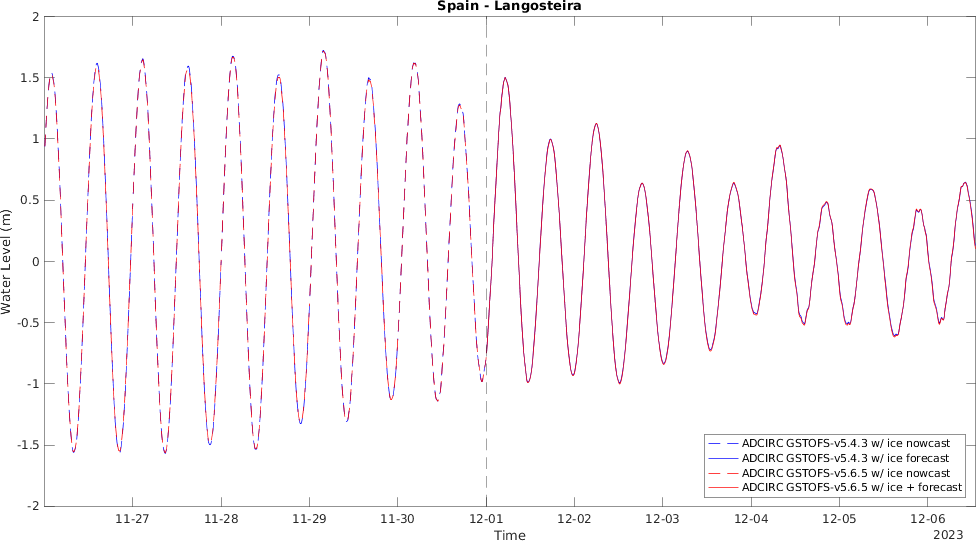 Spain - Langosteira
2
1.5
1
0.5
0
-0.5
-1
-1.5
-2
Water Level (m)
11-27 11-28 11-29 11-30 12-01 12-02 12-03 12-04 12-05 12-06
Time
2023
ADCIRC GSTOFS-v5.4.3 w/ ice nowcast
ADCIRC GSTOFS-v5.4.3 w/ ice forecast
ADCIRC GSTOFS-v5.6.5 w/ ice nowcast
ADCIRC GSTOFS-v5.6.5 w/ ice + forecast